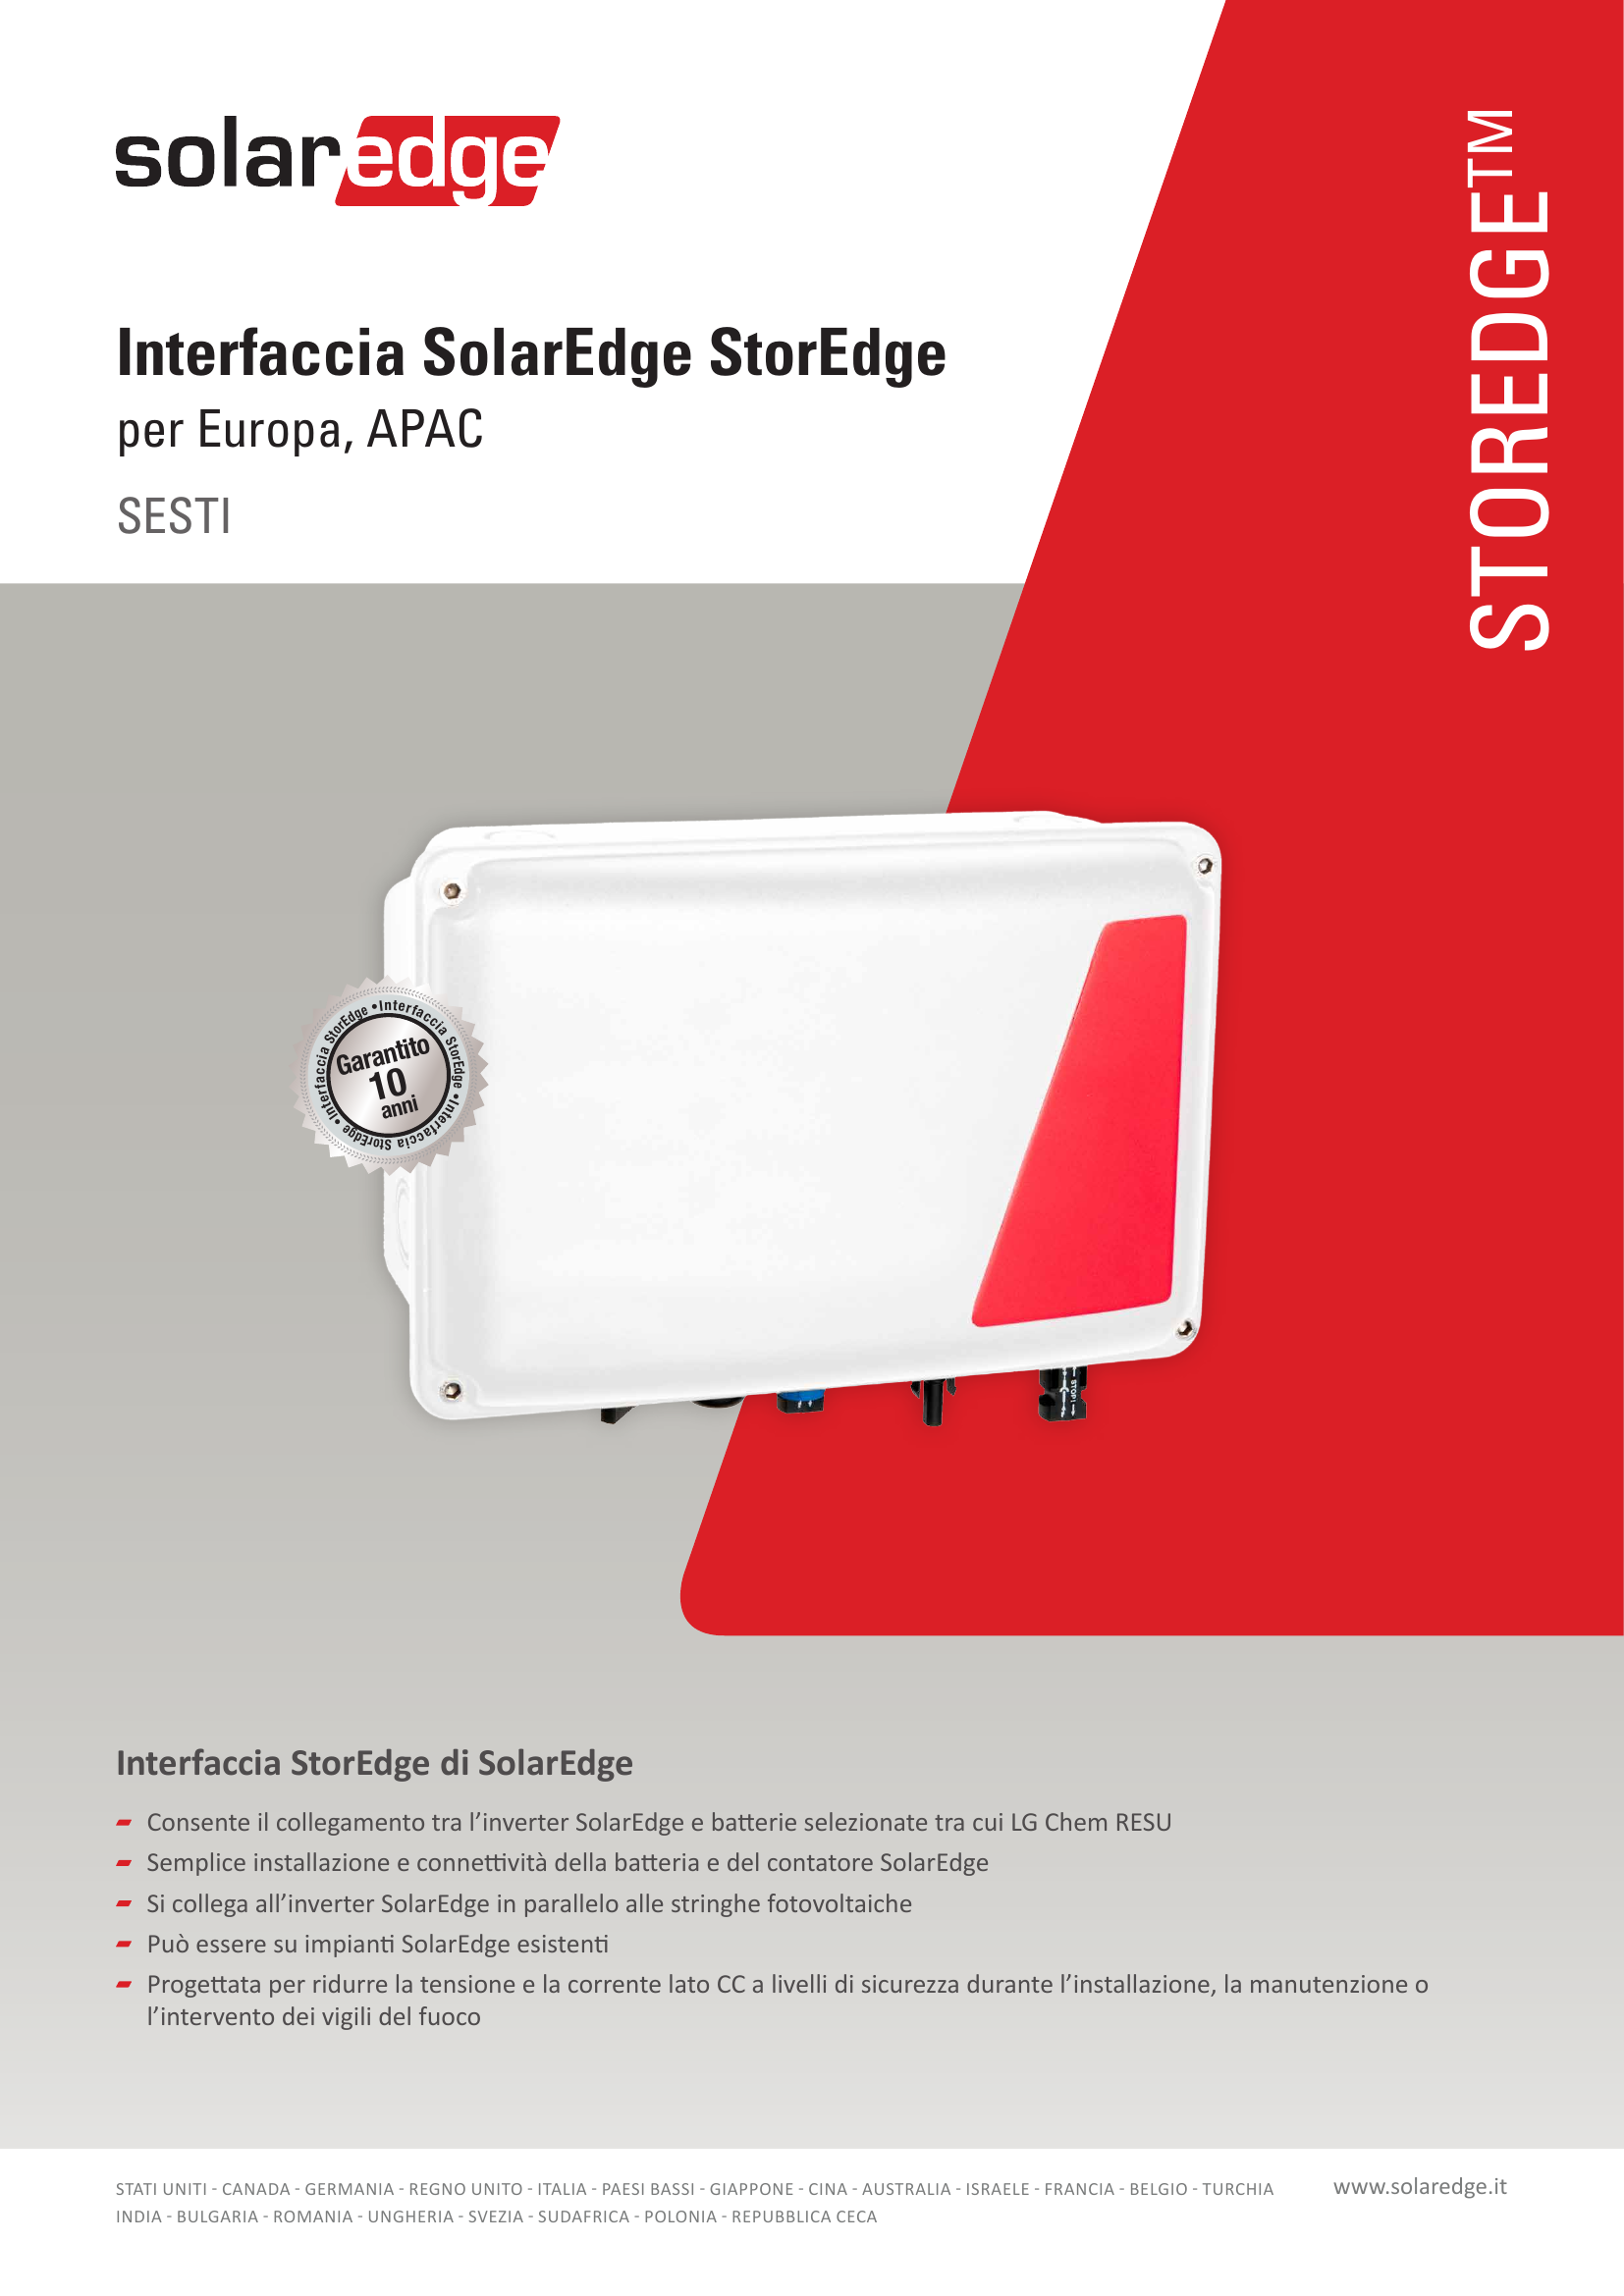 solaredge
STOREDGE™
Interfaccia SolarEdge StorEdge
per Europa, APAC
SESTI
Interfaccia StorEdge • Interfaccia StorEdge • Interfaccia StorEdge •
Garantito
10
anni
STOP!
Interfaccia StorEdge di SolarEdge
Consente il collegamento tra l’inverter SolarEdge e batterie selezionate tra cui LG Chem RESU
Semplice installazione e connettività della batteria e del contatore SolarEdge
Si collega all’inverter SolarEdge in parallelo alle stringhe fotovoltaiche
Può essere su impianti SolarEdge esistenti
Progettata per ridurre la tensione e la corrente lato CC a livelli di sicurezza durante l’installazione, la manutenzione o
l’intervento dei vigili del fuoco
STATI UNITI - CANADA - GERMANIA - REGNO UNITO - ITALIA - PAESI BASSI - GIAPPONE - CINA - AUSTRALIA - ISRAELE - FRANCIA - BELGIO - TURCHIA
INDIA - BULGARIA - ROMANIA - UNGHERIA - SVEZIA - SUDAFRICA - POLONIA - REPUBBLICA CECA
www.solaredge.it